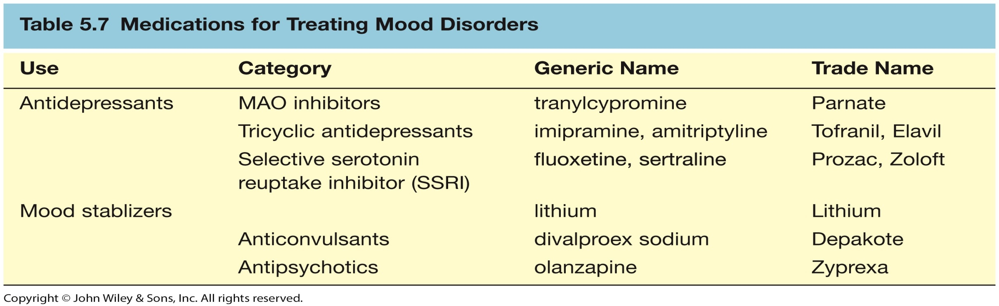 Table 5.7 Medications for Treating Mood Disorders
Use Category Generic Name Trade Name
Antidepressants MAO inhibitors tranylcypromine Parnate
Tricyclic antidepressants imipramine, amitriptyline Tofranil, Elavil
Selective serotonin fluoxetine, sertraline Prozac, Zoloft
reuptake inhibitor (SSRI)
Mood stablizers lithium Lithium
Anticonvulsants divalproex sodium Depakote
Antipsychotics olanzapine Zyprexa
Copyright © John Wiley & Sons, Inc. All rights reserved.